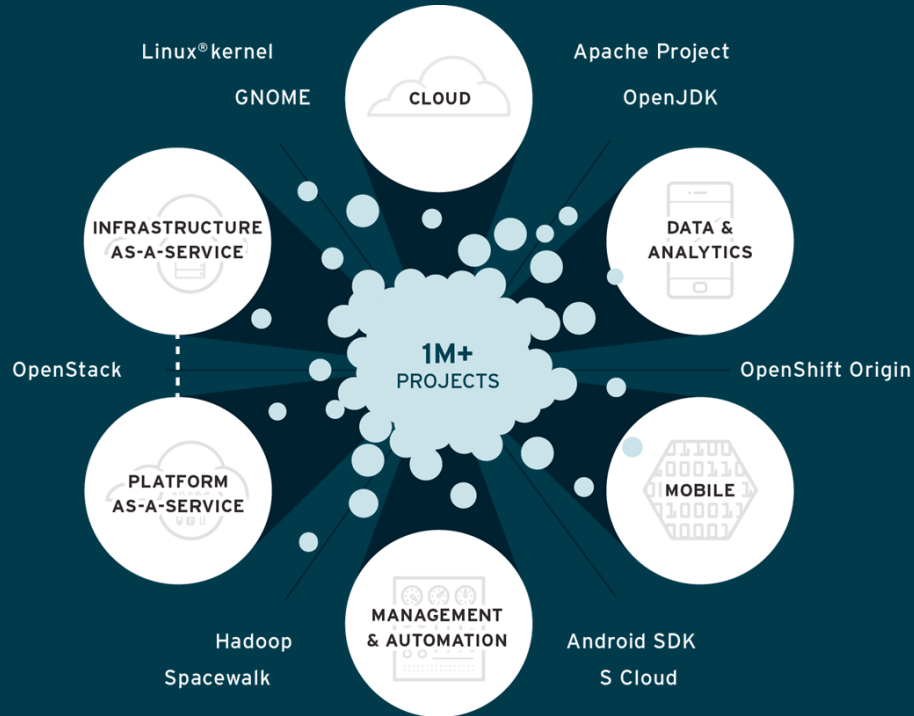 Linux® kernel
GNOME
CLOUD
Apache Project
OpenJDK
INFRASTRUCTURE
AS-A-SERVICE
DATA &
ANALYTICS
1M+
PROJECTS
OpenStack
OpenShift Origin
PLATFORM
AS-A-SERVICE
MOBILE
MANAGEMENT
& AUTOMATION
Hadoop
Spacewalk
Android SDK
S Cloud